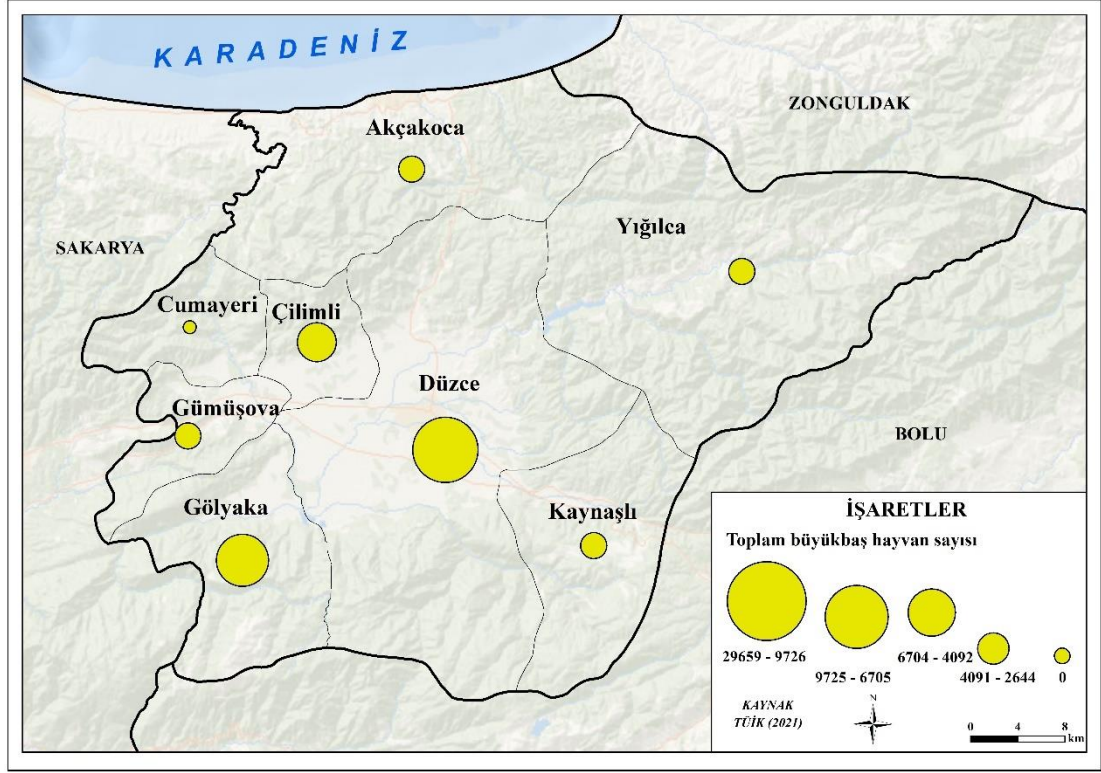 KARADENİZ
ZONGULDAK
Akçakoca
Yığılca
SAKARYA
Cumayeri
Çilimli
Düzce
Gümüşova
BOLU
Gölyaka
Kaynaşlı
İŞARETLER
Toplam büyükbaş hayvan sayısı
29659 - 9726
9725 - 6705
6704 - 4092
4091 - 2644
0
KAYNAK
TÜİK (2021)
N
0 4 8
km